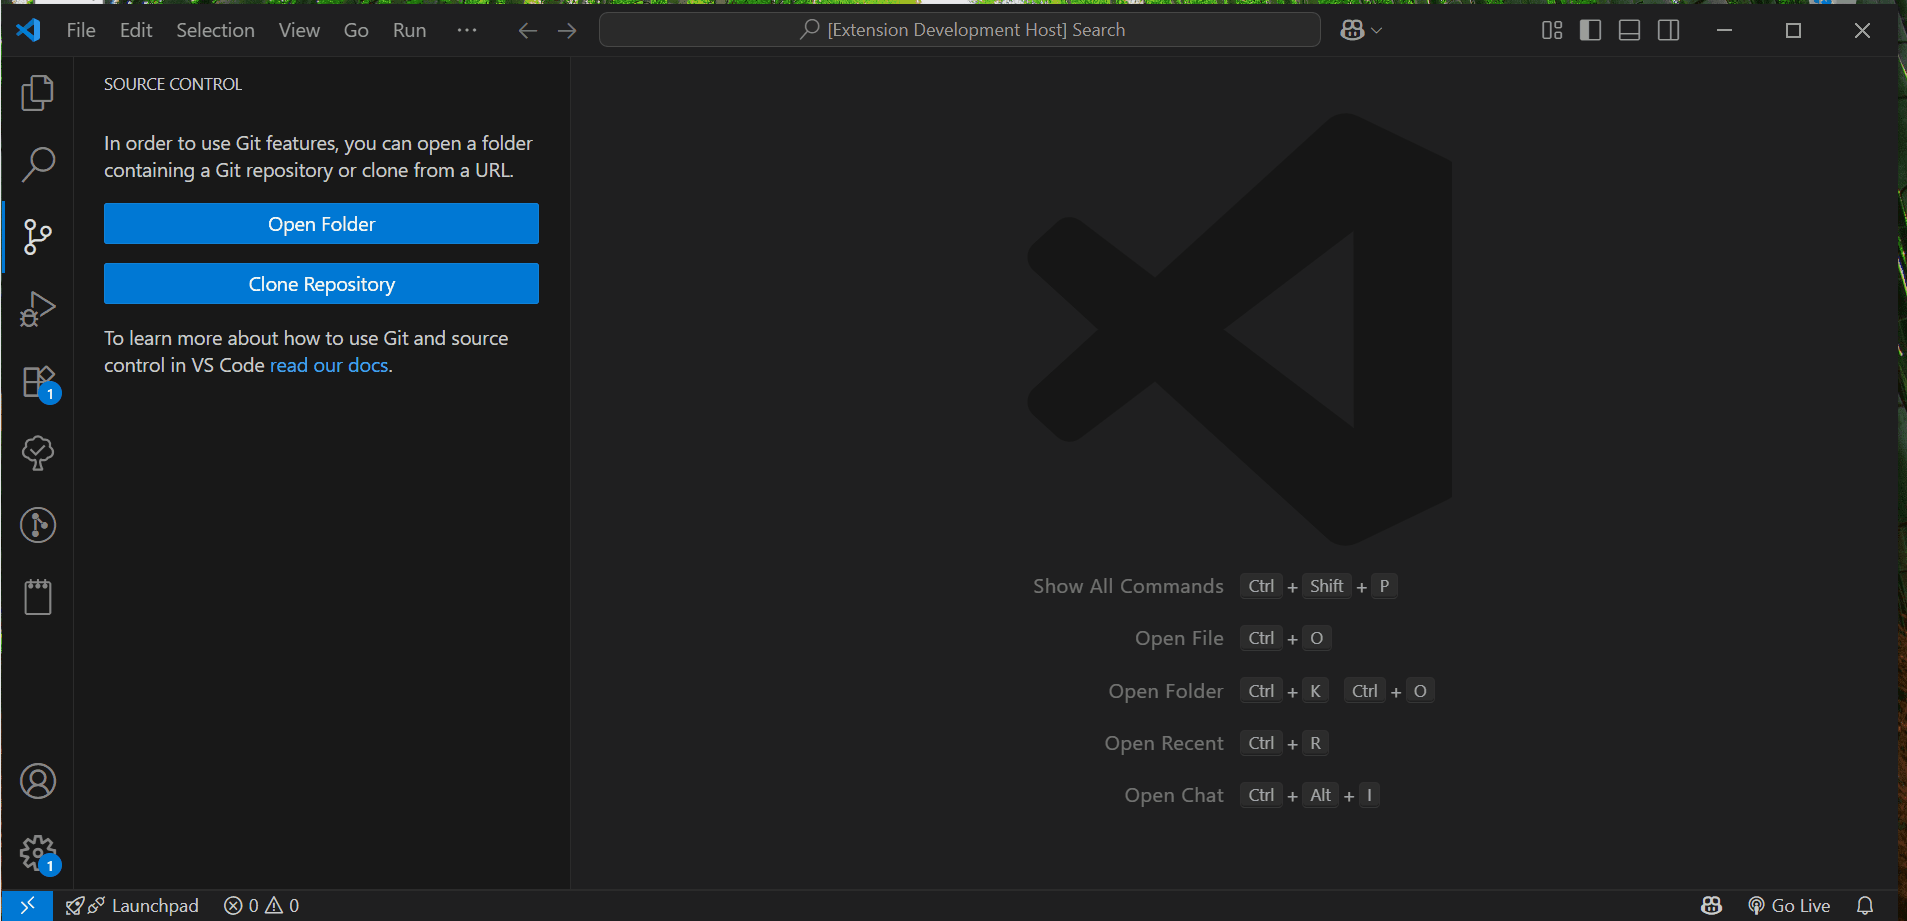 File Edit Selection View Go Run ··· [Extension Development Host] Search
SOURCE CONTROL
In order to use Git features, you can open a folder
containing a Git repository or clone from a URL.
Open Folder
Clone Repository
To learn more about how to use Git and source
control in VS Code read our docs.
1
1
Show All Commands Ctrl + Shift + P
Open File Ctrl + O
Open Folder Ctrl + K Ctrl + O
Open Recent Ctrl + R
Open Chat Ctrl + Alt + I
Launchpad 0 0 Go Live